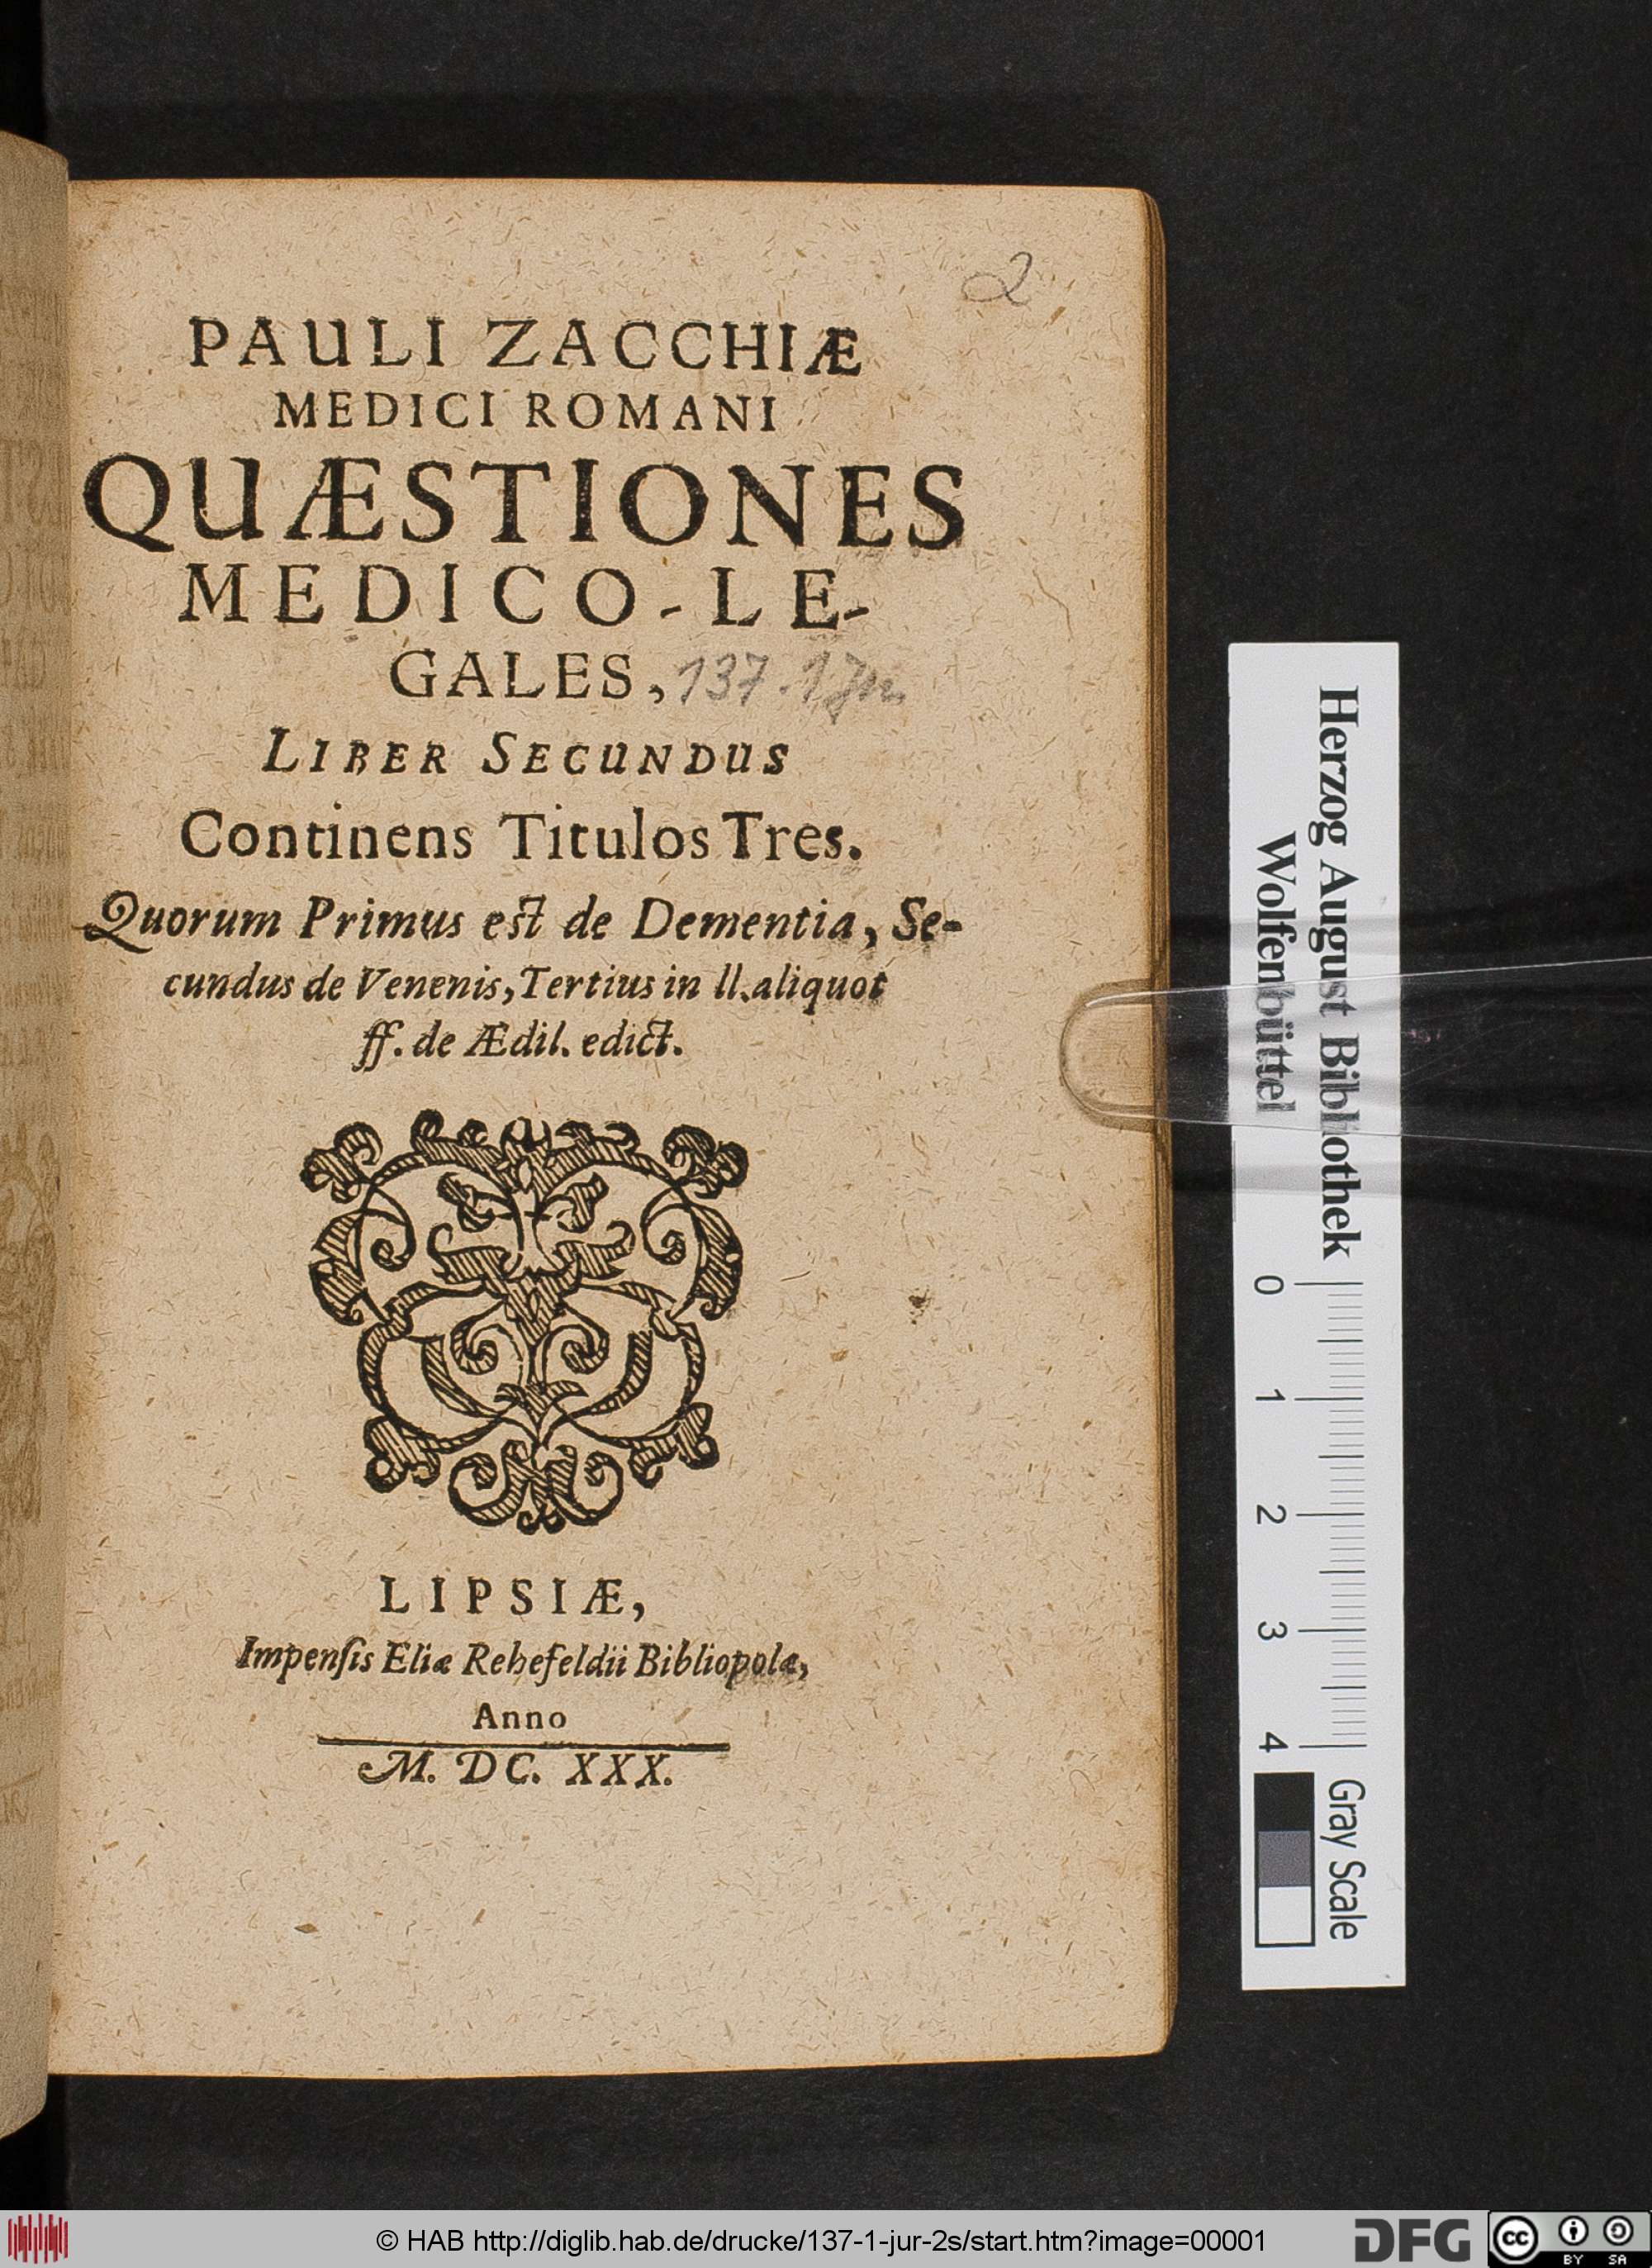 2
PAULI ZACCHIÆ
MEDICI ROMANI
QUÆSTIONES
MEDICO-LE-
GALES, 137.1 Jur.
LIBER SECUNDUS
Continens Titulos Tres.
Quorum Primus est de Dementia, Se-
cundus de Venenis, Tertius in ll. aliquot
ff. de Ædil. edict.
LIPSIÆ,
Impensis Eliæ Rehefeldii Bibliopolæ,
Anno
M. DC. XXX.
Herzog August Bibliothek
Wolfenbüttel
0 1 2 3 4
Gray Scale
© HAB http://diglib.hab.de/drucke/137-1-jur-2s/start.htm?image=00001
DFG
cc BY SA